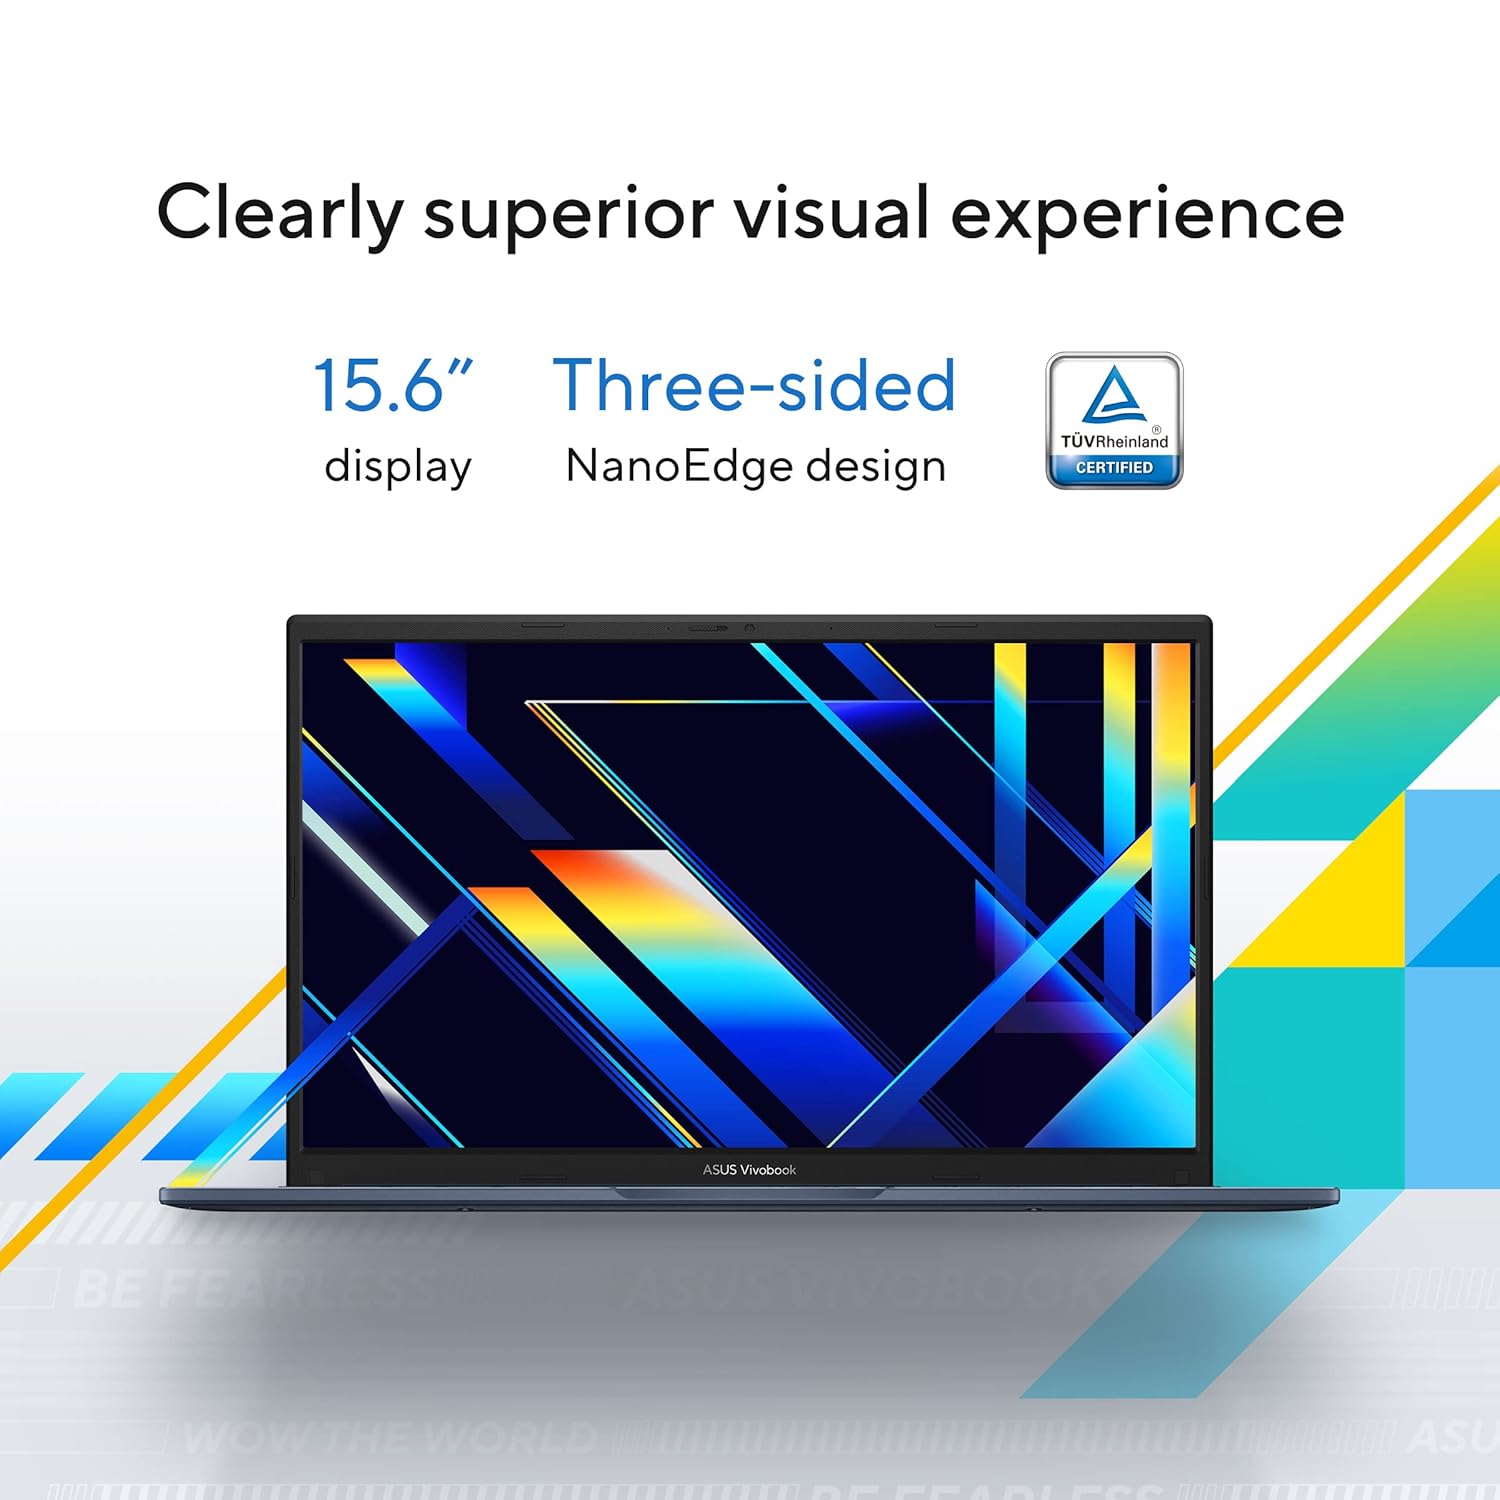 Clearly superior visual experience
15.6” Three-sided
display NanoEdge design
TÜVRheinland®
CERTIFIED
ASUS Vivobook
BE FEARLESS ASUS VIVOBOOK
WOW THE WORLD ASU
BE FEARLESS